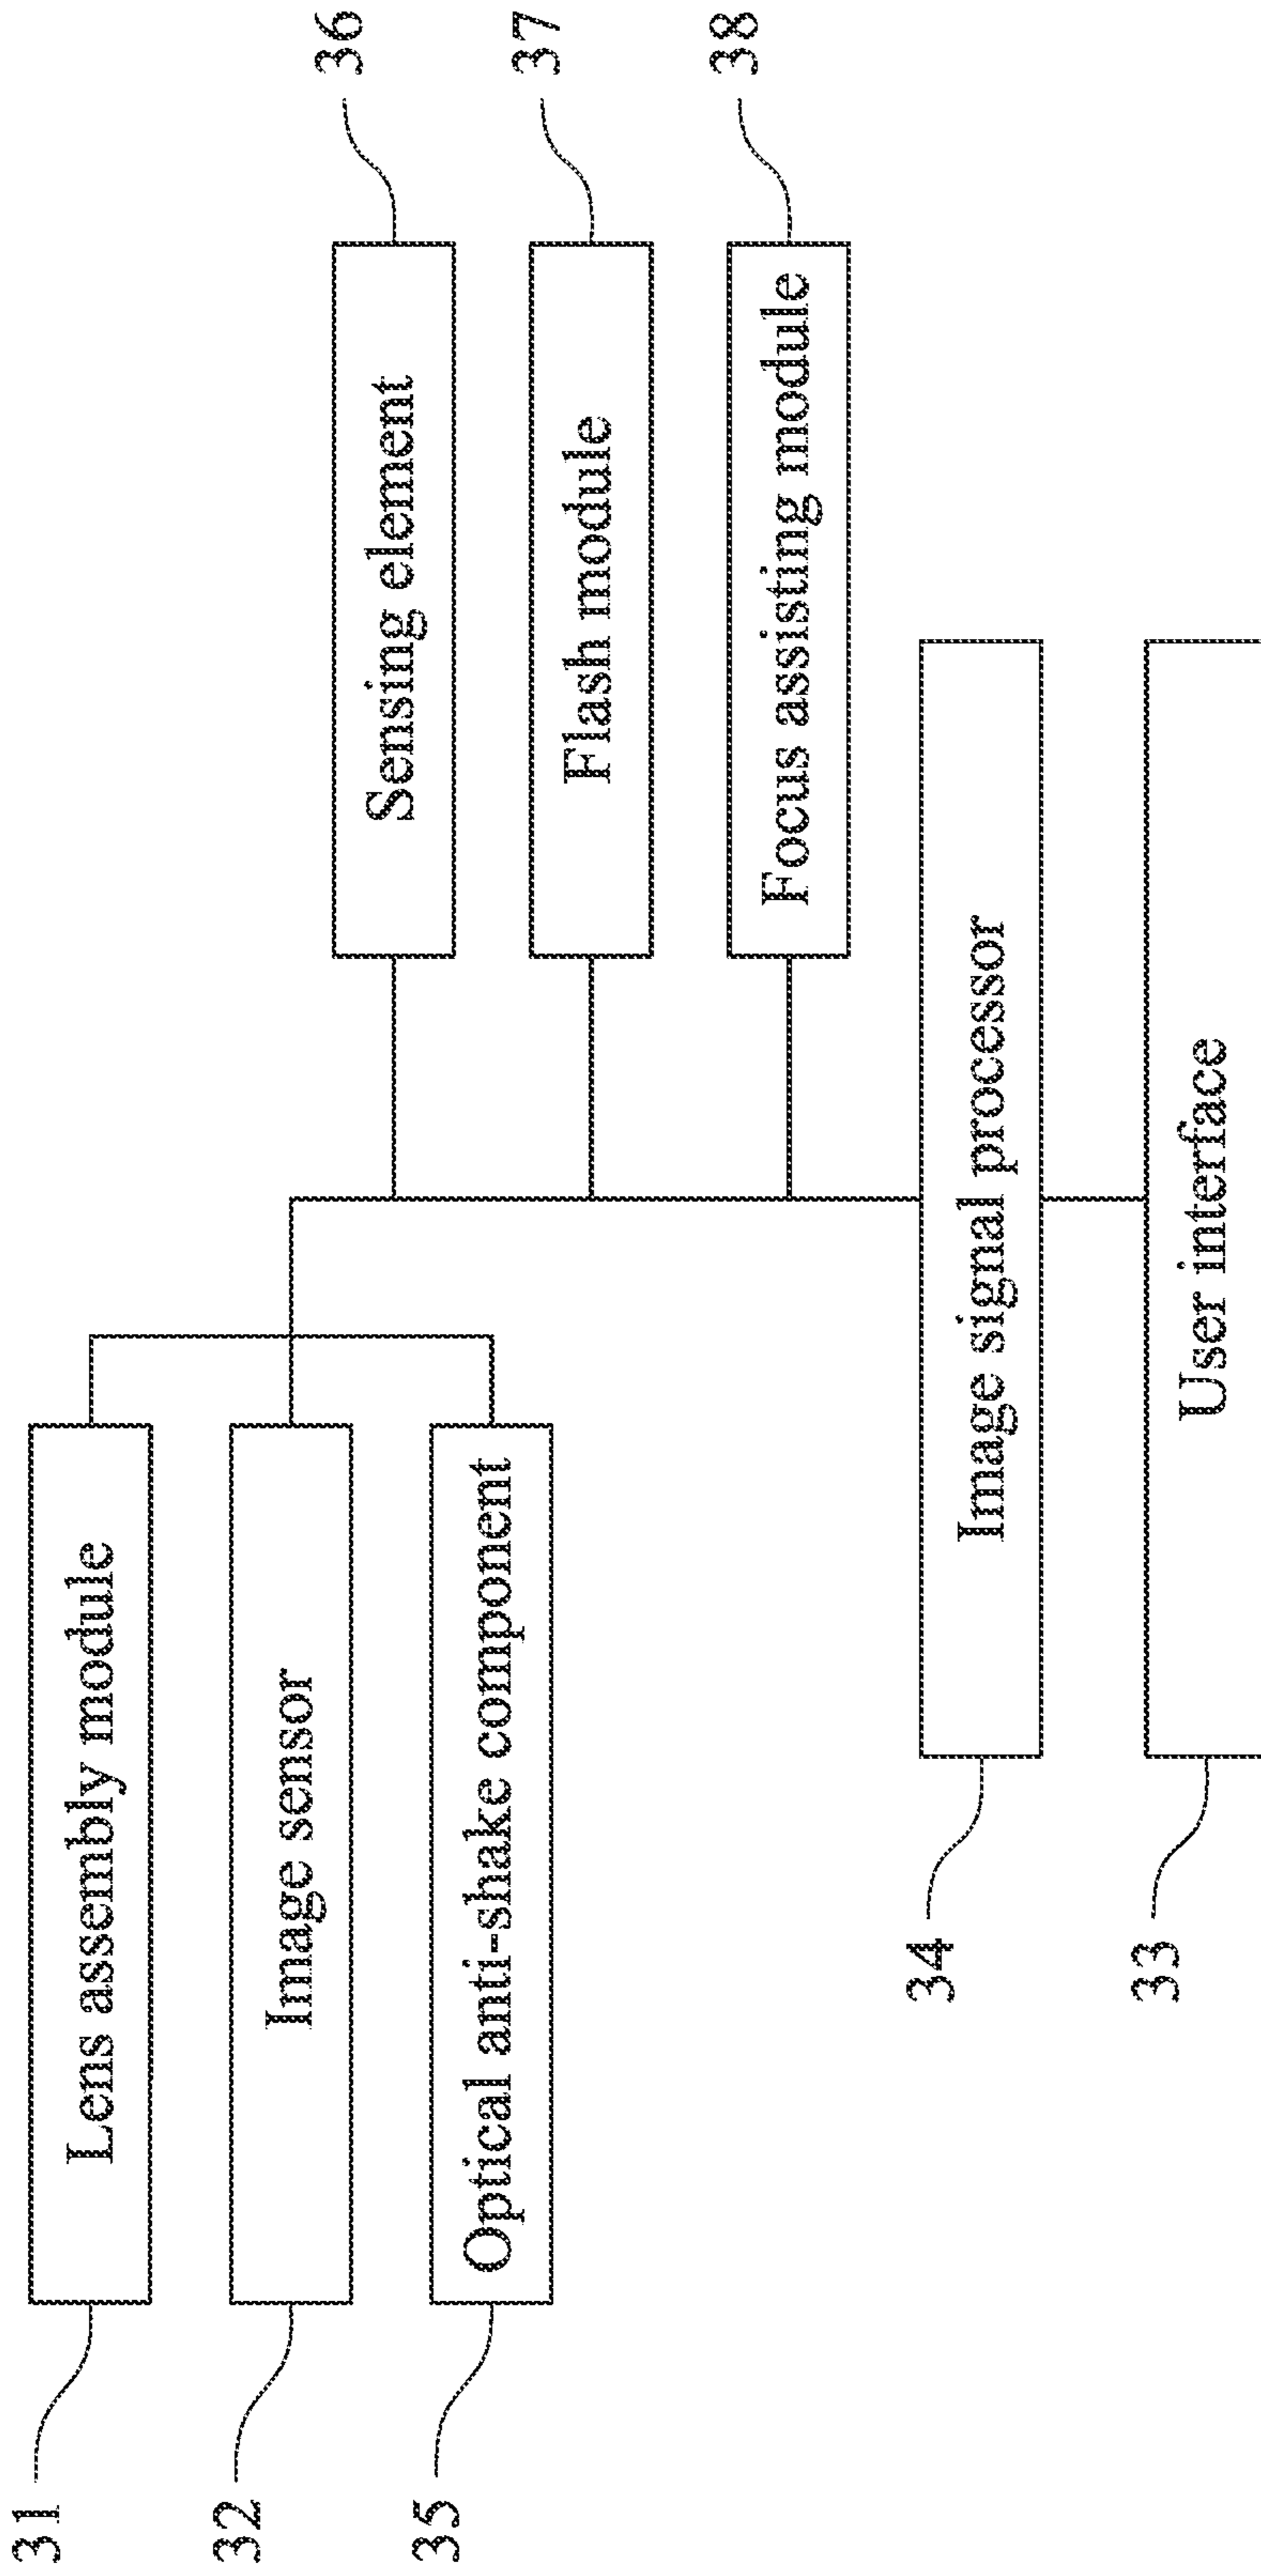 31
Lens assembly module
32
Image sensor
35
Optical anti-shake component
Sensing element
36
Flash module
37
Focus assisting module
38
34
Image signal processor
33
User interface